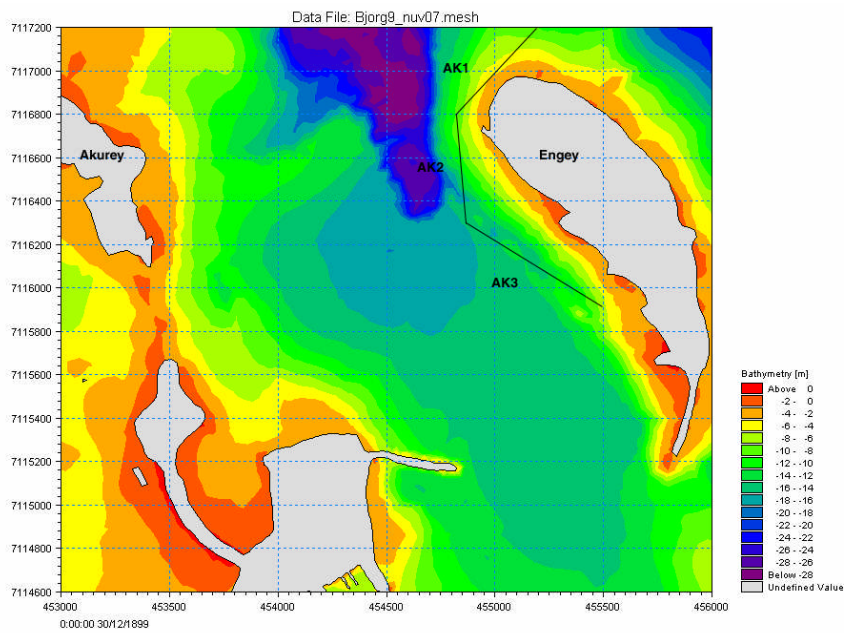 Data File: Bjorg9_nuv07.mesh
7117200
7117000
7116800
7116600
7116400
7116200
7116000
7115800
7115600
7115400
7115200
7115000
7114800
7114600
AK1
Akurey
Engey
AK2
AK3
453000 453500 454000 454500 455000 455500 456000
0:00:00 30/12/1899
Bathymetry [m]
Above 0
-2 - 0
-4 - -2
-6 - -4
-8 - -6
-10 - -8
-12 - -10
-14 - -12
-16 - -14
-18 - -16
-20 - -18
-22 - -20
-24 - -22
-26 - -24
-28 - -26
Below -28
Undefined Value